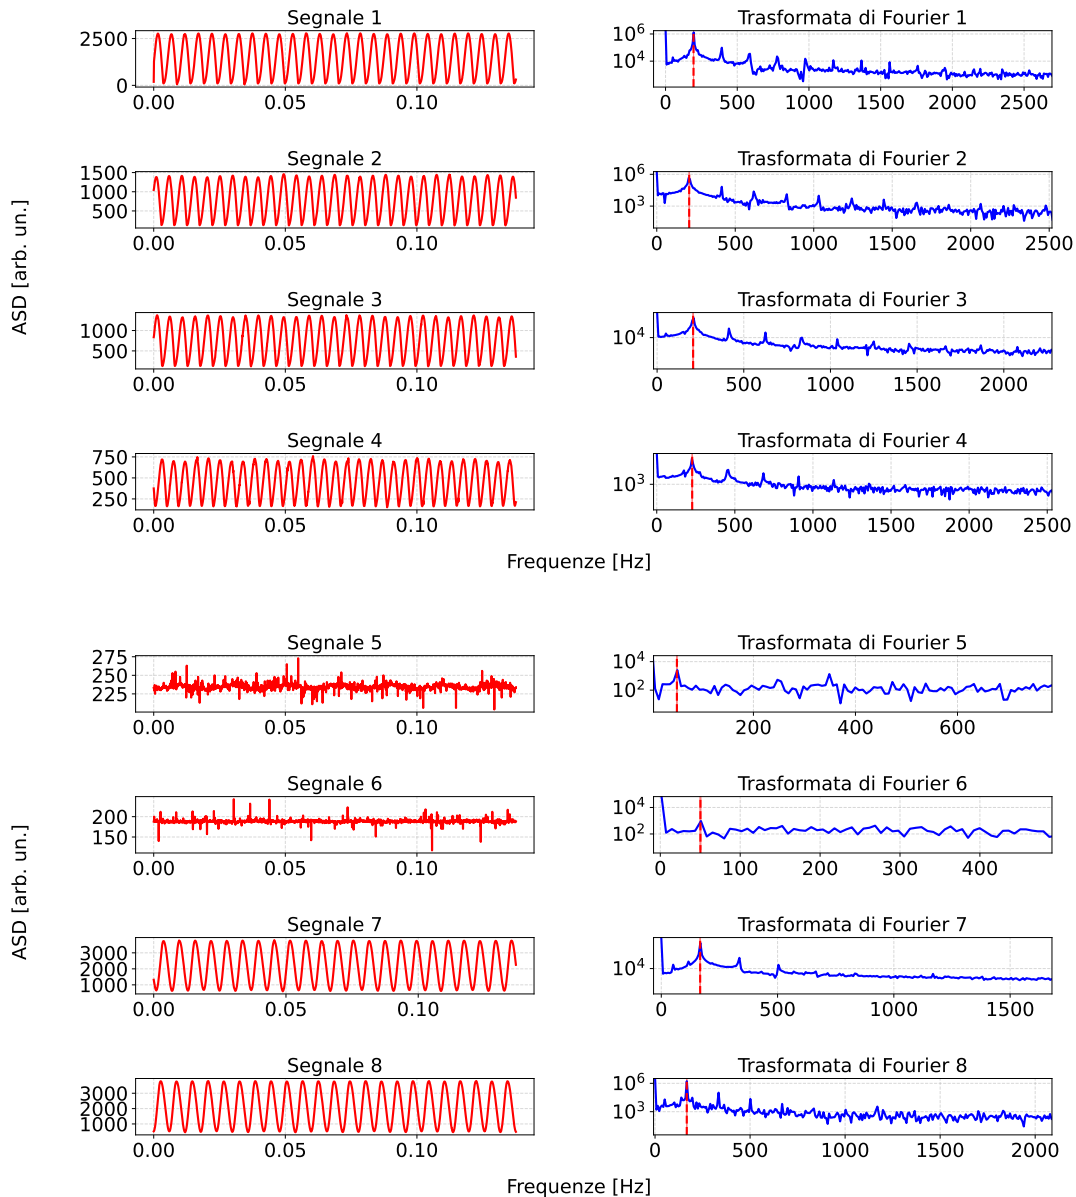 Segnale 1
Trasformata di Fourier 1
2500
0
0.00 0.05 0.10
10^6
10^4
0 500 1000 1500 2000 2500
Segnale 2
Trasformata di Fourier 2
1500
1000
500
0.00 0.05 0.10
10^6
10^3
0 500 1000 1500 2000 2500
ASD [arb. un.]
Segnale 3
Trasformata di Fourier 3
1000
500
0.00 0.05 0.10
10^4
0 500 1000 1500 2000
Segnale 4
Trasformata di Fourier 4
750
500
250
0.00 0.05 0.10
10^3
0 500 1000 1500 2000 2500
Frequenze [Hz]
Segnale 5
Trasformata di Fourier 5
275
250
225
0.00 0.05 0.10
10^4
10^2
200 400 600
Segnale 6
Trasformata di Fourier 6
200
150
0.00 0.05 0.10
10^4
10^2
0 100 200 300 400
ASD [arb. un.]
Segnale 7
Trasformata di Fourier 7
3000
2000
1000
0.00 0.05 0.10
10^4
0 500 1000 1500
Segnale 8
Trasformata di Fourier 8
3000
2000
1000
0.00 0.05 0.10
10^6
10^3
0 500 1000 1500 2000
Frequenze [Hz]